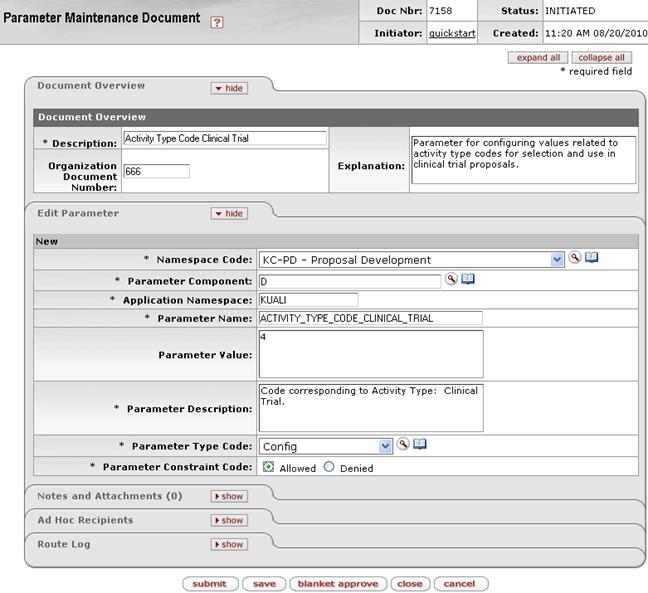 Parameter Maintenance Document ?
Doc Nbr: 7158 Status: INITIATED
Initiator: quickstart Created: 11:20 AM 08/20/2010
expand all collapse all
* required field
Document Overview hide
Document Overview
* Description: Activity Type Code Clinical Trial
Organization Document Number: 666
Explanation: Parameter for configuring values related to
activity type codes for selection and use in
clinical trial proposals.
Edit Parameter hide
New
* Namespace Code: KC-PD - Proposal Development
* Parameter Component: D
* Application Namespace: KUALI
* Parameter Name: ACTIVITY_TYPE_CODE_CLINICAL_TRIAL
Parameter Value: 4
* Parameter Description: Code corresponding to Activity Type: Clinical
Trial.
* Parameter Type Code: Config
* Parameter Constraint Code: Allowed Denied
Notes and Attachments (0) show
Ad Hoc Recipients show
Route Log show
submit save blanket approve close cancel